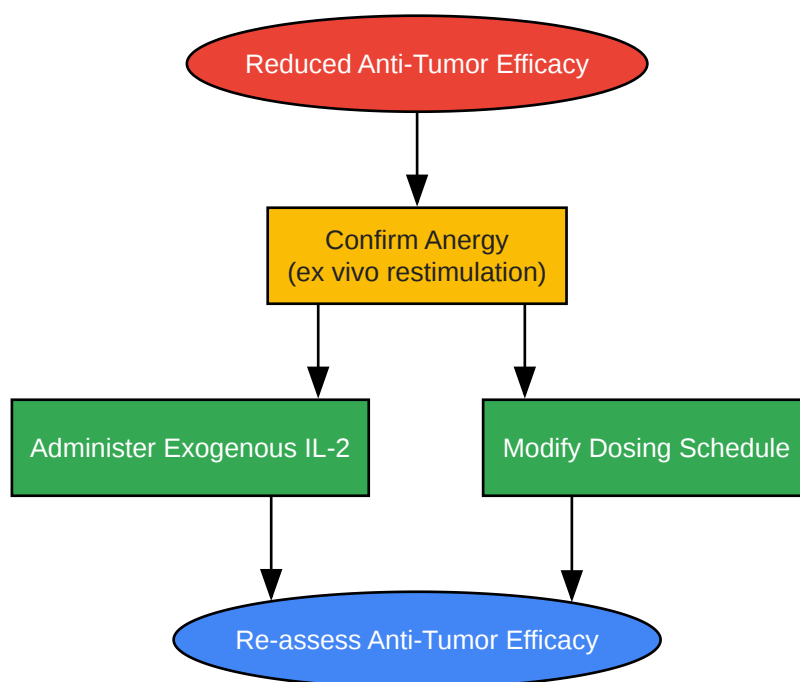 Reduced Anti-Tumor Efficacy
Confirm Anergy
(ex vivo restimulation)
Administer Exogenous IL-2
Modify Dosing Schedule
Re-assess Anti-Tumor Efficacy